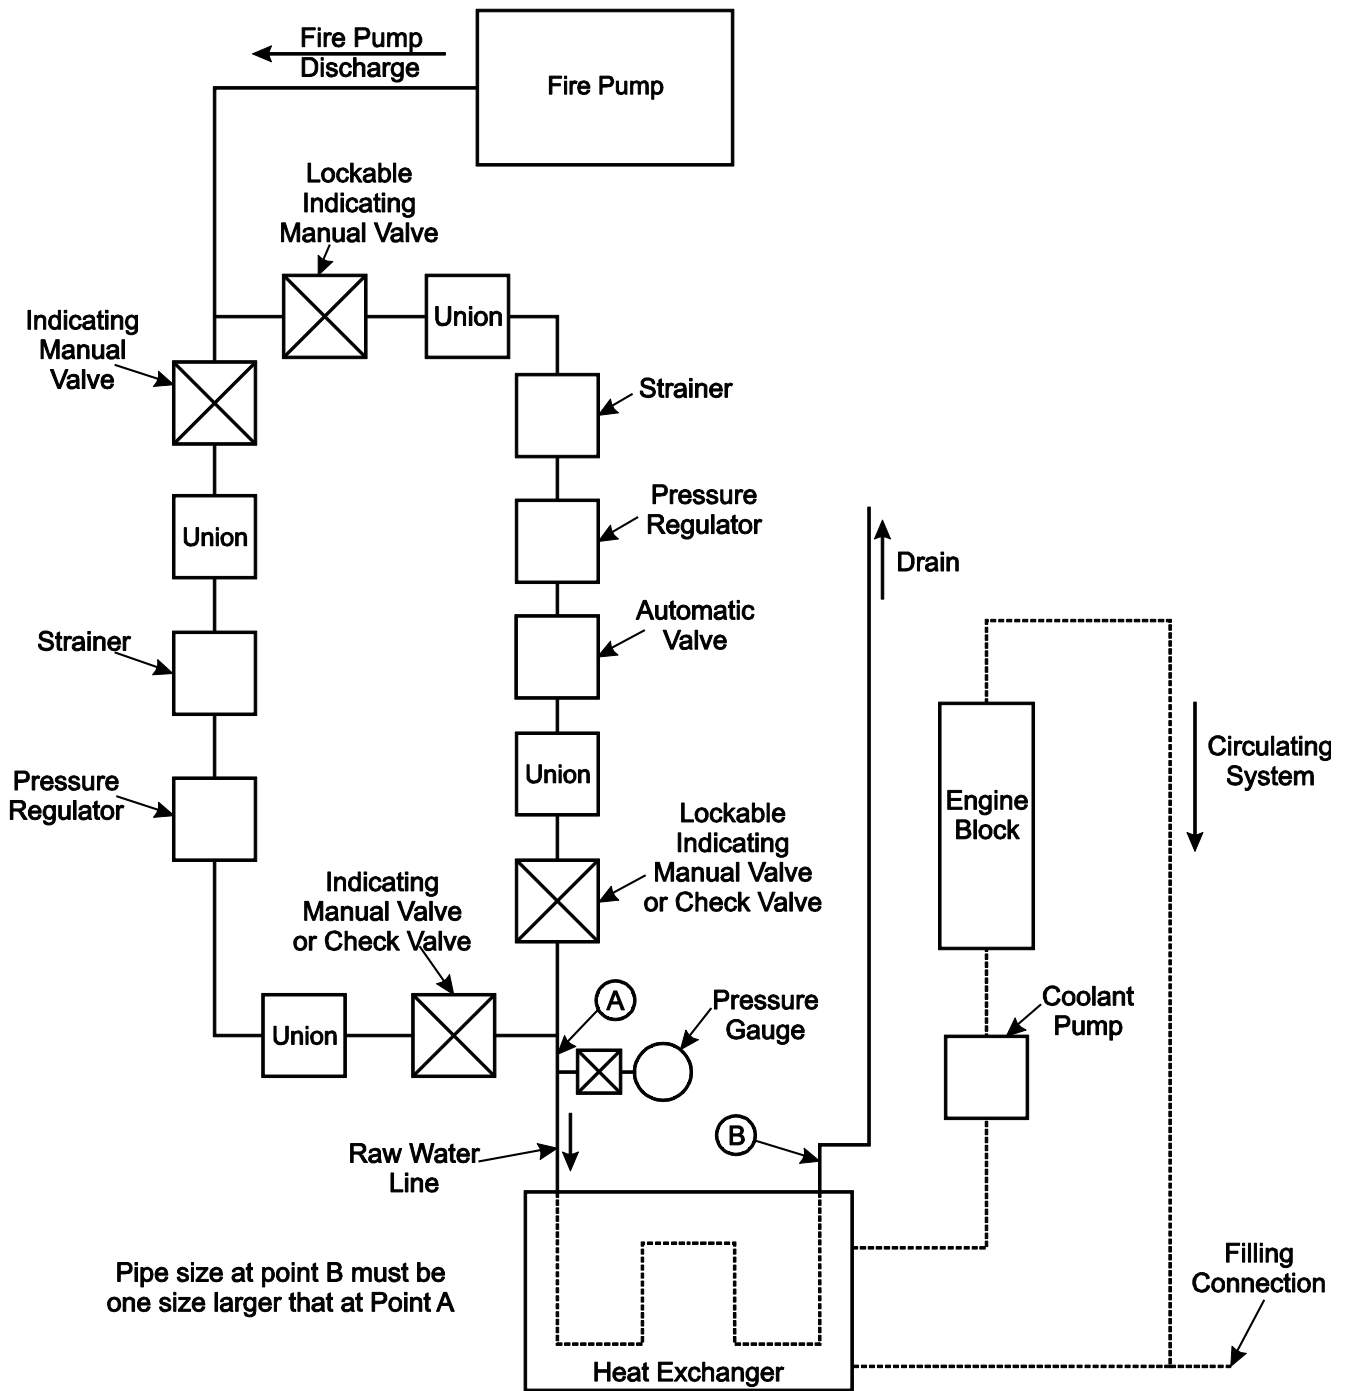 Fire Pump
Discharge
Fire Pump
Lockable
Indicating
Manual Valve
Indicating
Manual
Valve
Union
Strainer
Pressure
Regulator
Union
Automatic
Valve
Drain
Strainer
Union
Pressure
Regulator
Circulating
System
Engine
Block
Lockable
Indicating
Manual Valve
or Check Valve
Indicating
Manual Valve
or Check Valve
Union
A
Pressure
Gauge
Coolant
Pump
B
Raw Water
Line
Pipe size at point B must be
one size larger that at Point A
Filling
Connection
Heat Exchanger